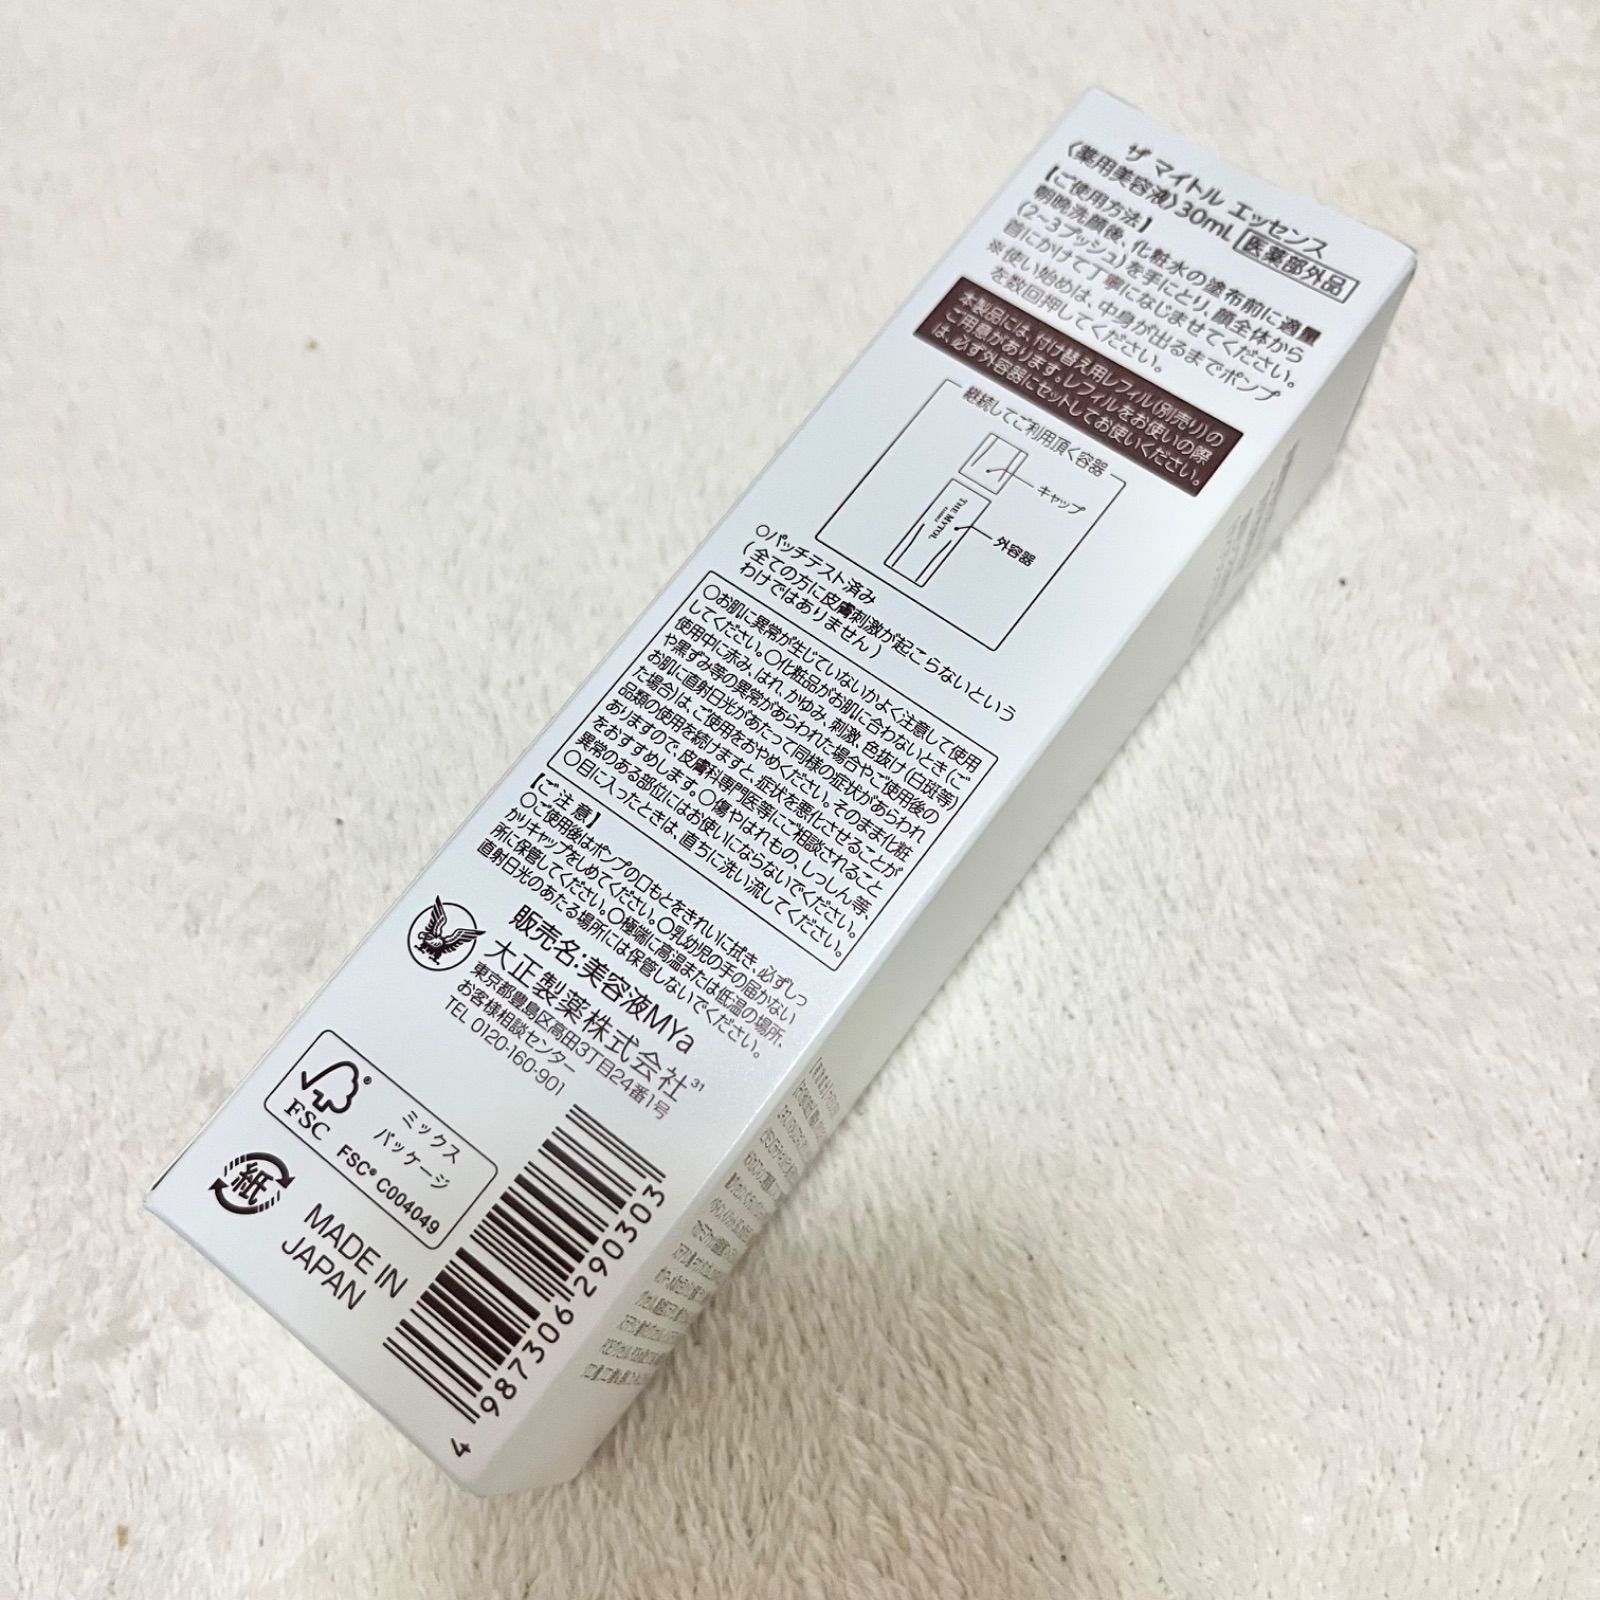 ザ マイトル エッセンス
〈薬用美容液〉30mL 医薬部外品
【ご使用方法】
朝晩洗顔後、化粧水の塗布前に適量
(2~3プッシュ)を手にとり、顔全体から
首にかけて丁寧になじませてください。
※使い始めは、中身が出るまでポンプ
を数回押してください。
本製品には、付け替え用レフィル(別売り)の
ご用意があります。レフィルをお使いの際
は、必ず外容器にセットしてお使いください。
継続してご利用頂く容器
キャップ
THE MYTOL
外容器
○パッチテスト済み
(全ての方に皮膚刺激が起こらないという
わけではありません)
○お肌に異常が生じていないかよく注意して使用
してください。○化粧品がお肌に合わないとき(ご
使用中に赤み、はれ、かゆみ、刺激、色抜け(白斑等)
や黒ずみ等の異常があらわれた場合やご使用後の
お肌に直射日光があたって同様の症状があらわれ
た場合)は、ご使用をおやめください。そのまま化粧
品類の使用を続けますと、症状を悪化させることが
ありますので、皮膚科専門医等にご相談されること
をおすすめします。○傷やはれもの、しっしん等、
異常のある部位にはお使いにならないでください。
○目に入ったときは、直ちに洗い流してください。
【ご注意】
○ご使用後はポンプの口もとをきれいに拭き、必ずしっ
かりキャップをしめてください。○乳幼児の手の届かない
所に保管してください。○極端に高温または低温の場所、
直射日光のあたる場所には保管しないでください。
販売名:美容液MYa
大正製薬株式会社 31
東京都豊島区高田3丁目24番1号
お客様相談センター
TEL 0120-160-901
FSC
ミックス
パッケージ
FSC® C004049
紙
MADE IN
JAPAN
4 987306 290303